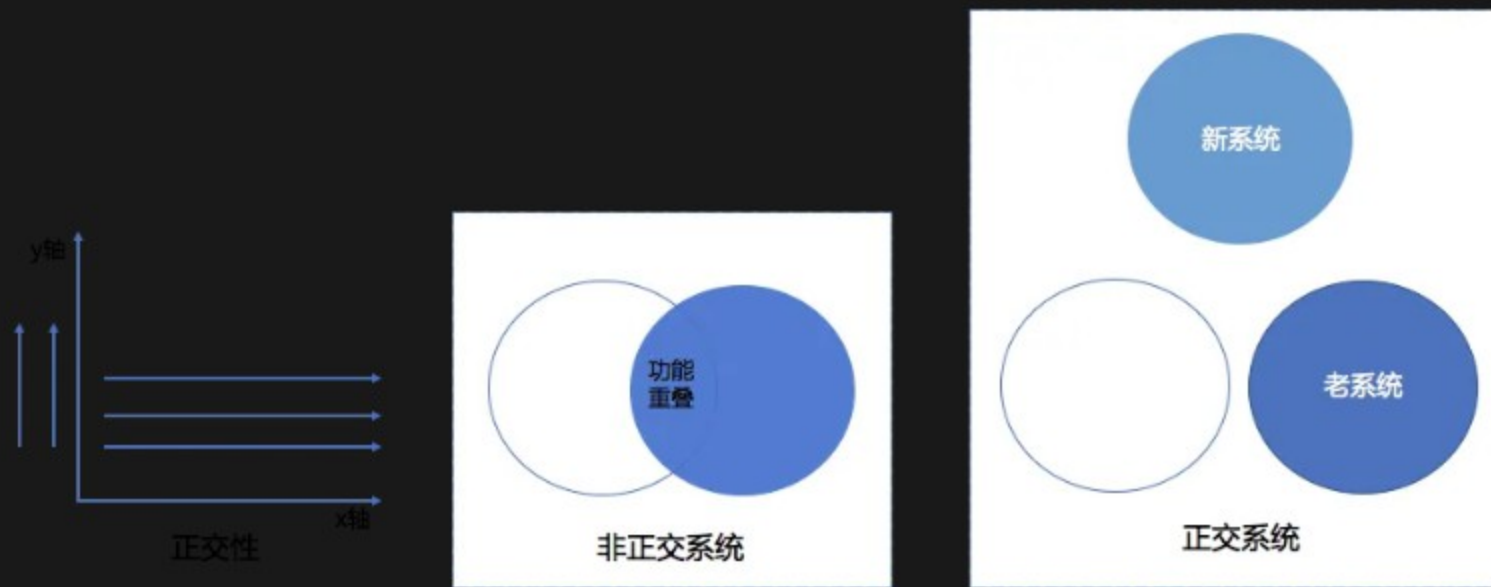 y轴
x轴
正交性
功能
重叠
非正交系统
新系统
老系统
正交系统